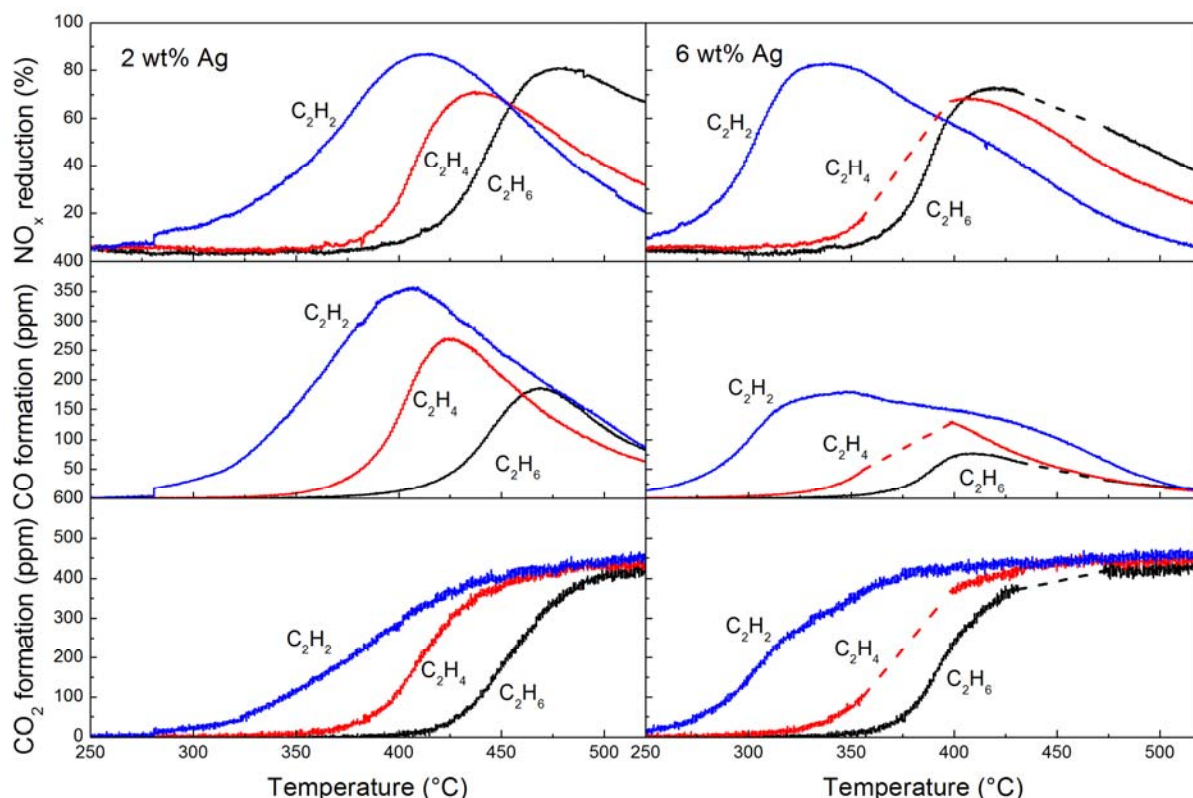 2 wt% Ag
6 wt% Ag
NOx reduction (%)
100
80
60
40
20
C2H2
C2H4
C2H6
C2H2
C2H4
C2H6
CO formation (ppm)
400
350
300
250
200
150
100
50
C2H2
C2H4
C2H6
C2H2
C2H4
C2H6
CO2 formation (ppm)
600
500
400
300
200
100
0
C2H2
C2H4
C2H6
C2H2
C2H4
C2H6
250 300 350 400 450 500 250 300 350 400 450 500
Temperature (°C) Temperature (°C)